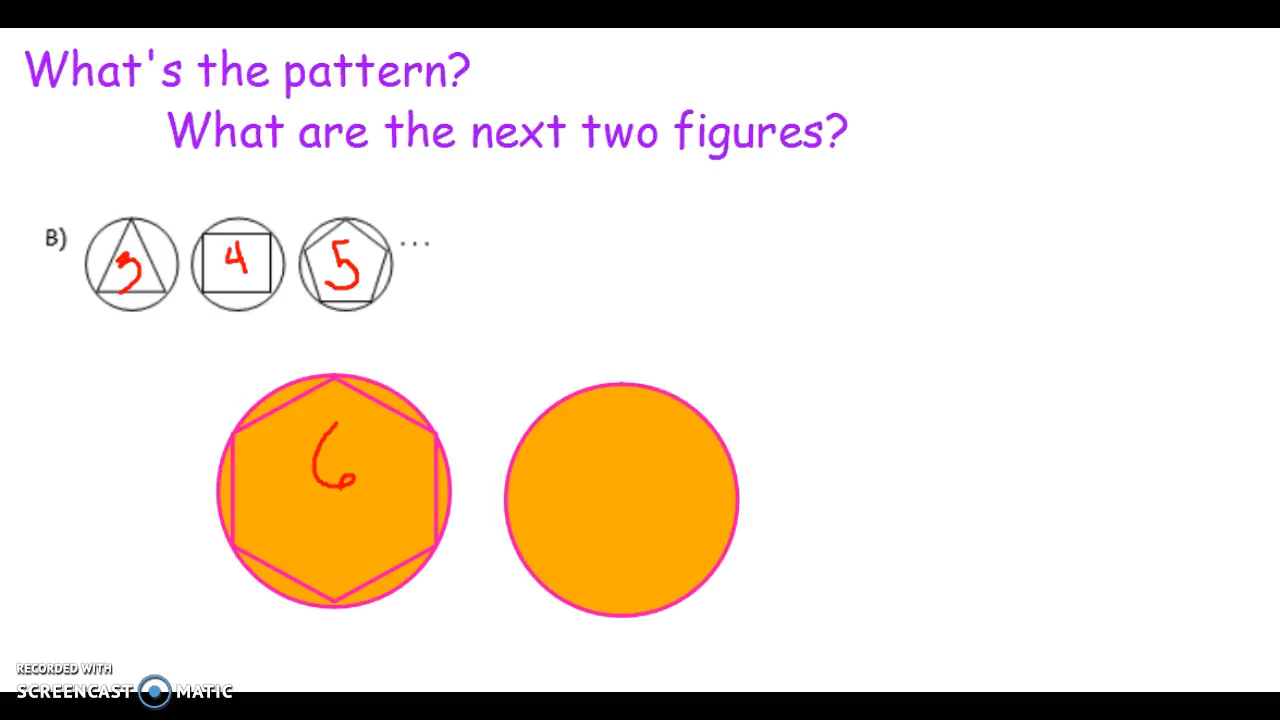 What's the pattern?
What are the next two figures?
B) 3 4 5 ...
6
RECORDED WITH
SCREENCAST MATIC